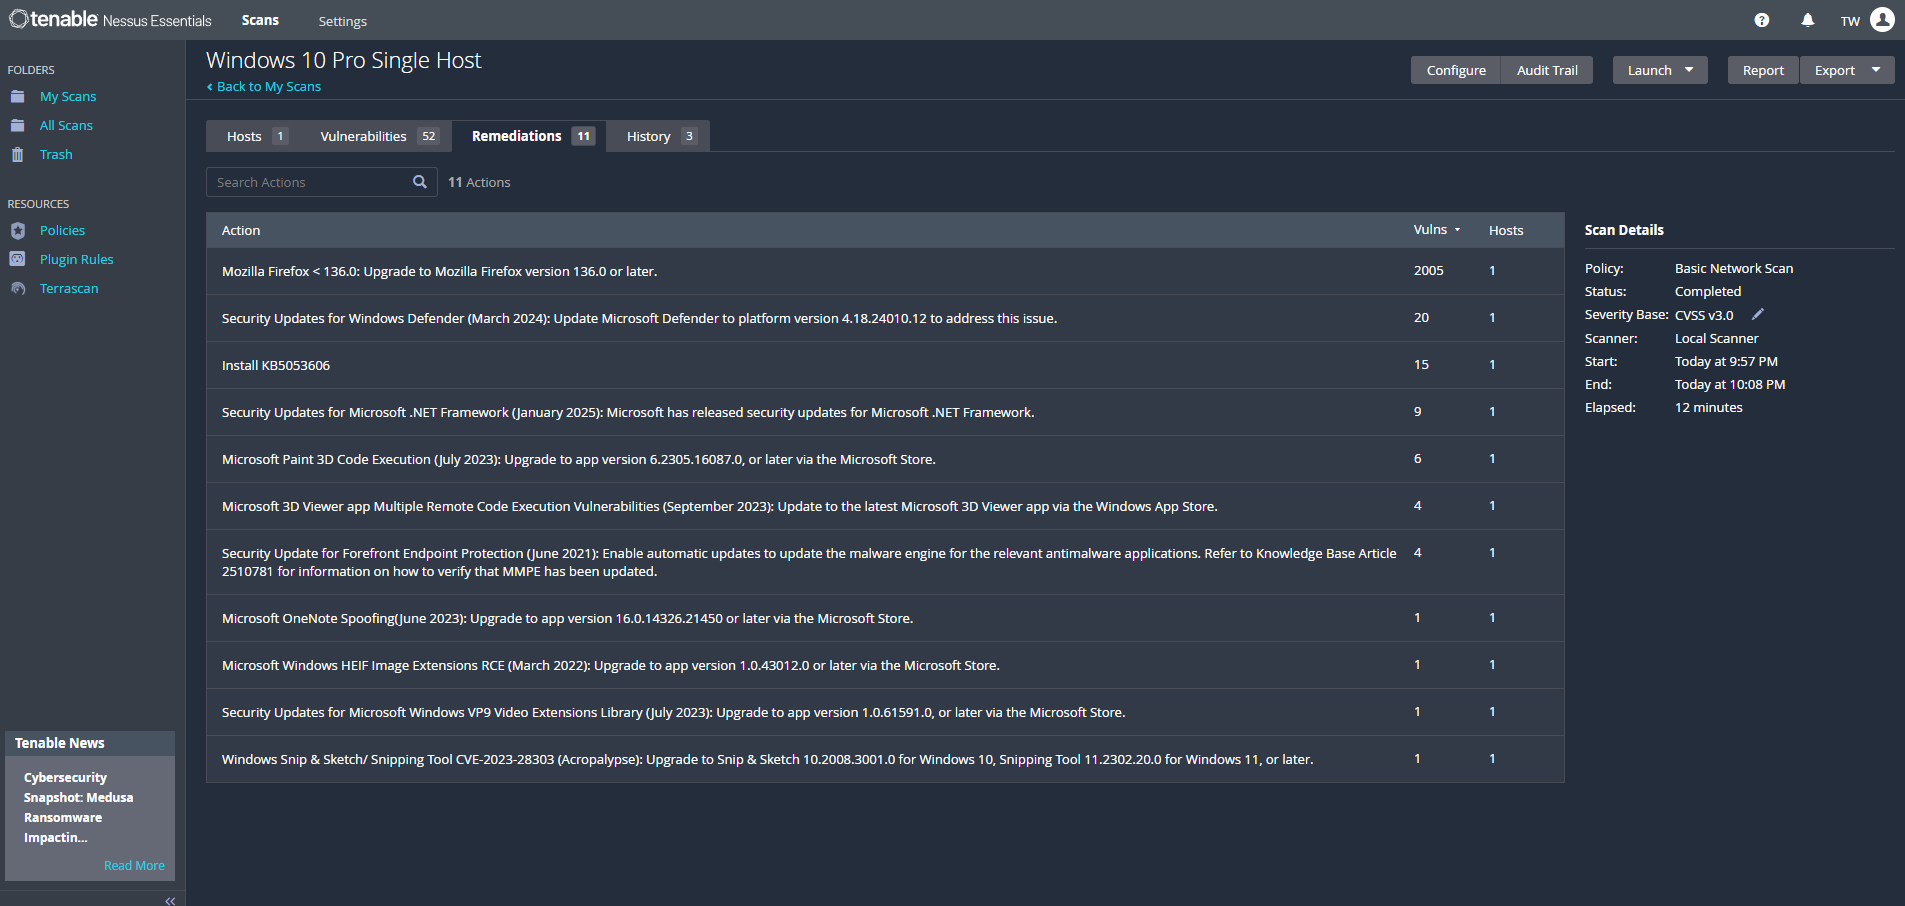 tenable Nessus Essentials Scans Settings ? TW
FOLDERS
My Scans
All Scans
Trash
RESOURCES
Policies
Plugin Rules
Terrascan
Tenable News
Cybersecurity
Snapshot: Medusa
Ransomware
Impactin...
Read More
«
Windows 10 Pro Single Host
‹ Back to My Scans
Configure Audit Trail Launch Report Export
Hosts 1 Vulnerabilities 52 Remediations 11 History 3
Search Actions 11 Actions
Action Vulns Hosts
Mozilla Firefox < 136.0: Upgrade to Mozilla Firefox version 136.0 or later. 2005 1
Security Updates for Windows Defender (March 2024): Update Microsoft Defender to platform version 4.18.24010.12 to address this issue. 20 1
Install KB5053606 15 1
Security Updates for Microsoft .NET Framework (January 2025): Microsoft has released security updates for Microsoft .NET Framework. 9 1
Microsoft Paint 3D Code Execution (July 2023): Upgrade to app version 6.2305.16087.0, or later via the Microsoft Store. 6 1
Microsoft 3D Viewer app Multiple Remote Code Execution Vulnerabilities (September 2023): Update to the latest Microsoft 3D Viewer app via the Windows App Store. 4 1
Security Update for Forefront Endpoint Protection (June 2021): Enable automatic updates to update the malware engine for the relevant antimalware applications. Refer to Knowledge Base Article 4 1
2510781 for information on how to verify that MMPE has been updated.
Microsoft OneNote Spoofing(June 2023): Upgrade to app version 16.0.14326.21450 or later via the Microsoft Store. 1 1
Microsoft Windows HEIF Image Extensions RCE (March 2022): Upgrade to app version 1.0.43012.0 or later via the Microsoft Store. 1 1
Security Updates for Microsoft Windows VP9 Video Extensions Library (July 2023): Upgrade to app version 1.0.61591.0, or later via the Microsoft Store. 1 1
Windows Snip & Sketch/ Snipping Tool CVE-2023-28303 (Acropalypse): Upgrade to Snip & Sketch 10.2008.3001.0 for Windows 10, Snipping Tool 11.2302.20.0 for Windows 11, or later. 1 1
Scan Details
Policy: Basic Network Scan
Status: Completed
Severity Base: CVSS v3.0
Scanner: Local Scanner
Start: Today at 9:57 PM
End: Today at 10:08 PM
Elapsed: 12 minutes